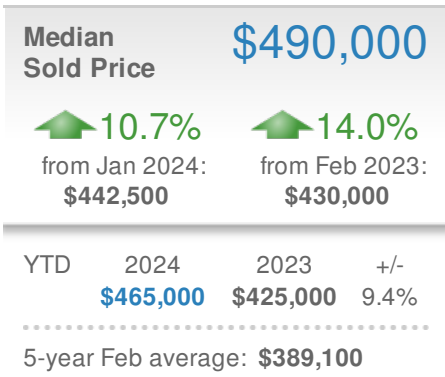 Median
Sold Price
$490,000
10.7%
from Jan 2024:
$442,500
14.0%
from Feb 2023:
$430,000
YTD 2024 2023 +/-
$465,000 $425,000 9.4%
5-year Feb average: $389,100